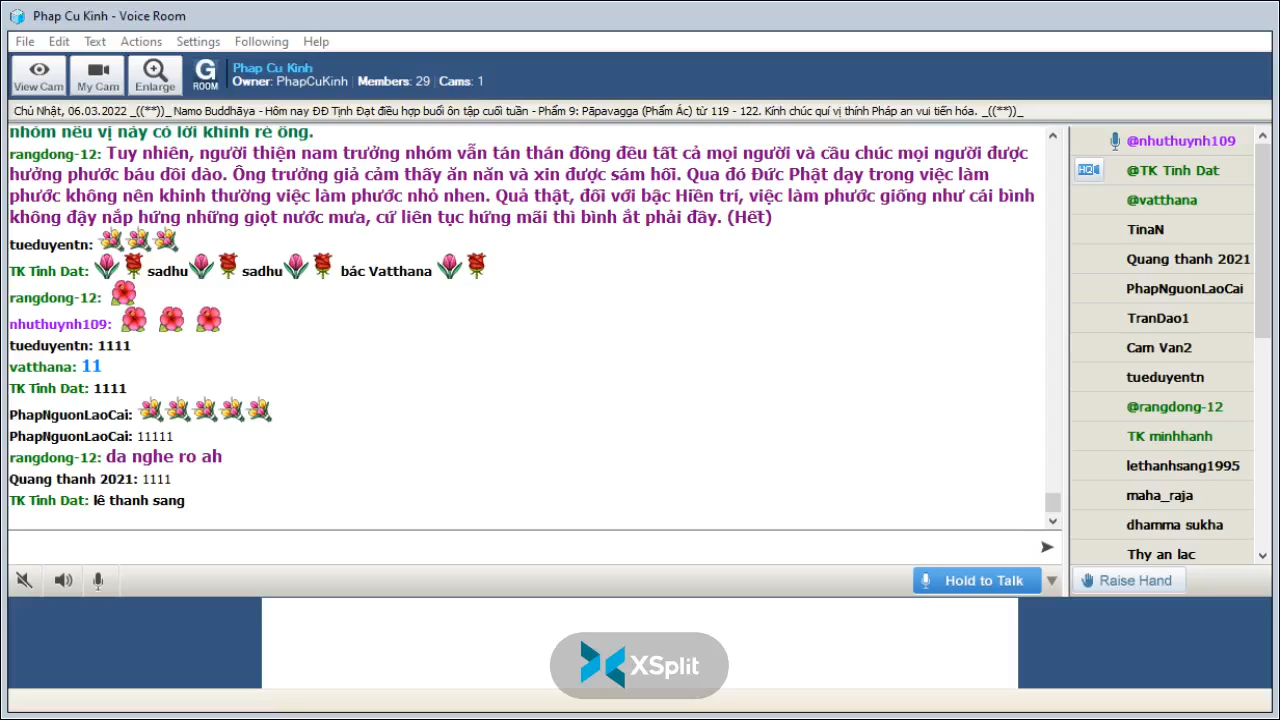 Phap Cu Kinh - Voice Room
File Edit Text Actions Settings Following Help
View Cam My Cam Enlarge G ROOM
Phap Cu Kinh
Owner: PhapCuKinh | Members: 29 | Cams: 1
Chủ Nhật, 06.03.2022 _((**))_ Namo Buddhāya - Hôm nay ĐĐ Tịnh Đạt điều hợp buổi ôn tập cuối tuần - Phẩm 9: Pāpavagga (Phẩm Ác) từ 119 - 122. Kính chúc quí vị thính Pháp an vui tiến hóa. _((**))_
nhóm nếu vị này có lời khinh rẻ ông.
rangdong-12: Tuy nhiên, người thiện nam trưởng nhóm vẫn tán thán đồng đều tất cả mọi người và cầu chúc mọi người được
hưởng phước báu dồi dào. Ông trưởng giả cảm thấy ăn năn và xin được sám hối. Qua đó Đức Phật dạy trong việc làm
phước không nên khinh thường việc làm phước nhỏ nhen. Quả thật, đối với bậc Hiền trí, việc làm phước giống như cái bình
không đậy nắp hứng những giọt nước mưa, cứ liên tục hứng mãi thì bình ắt phải đầy. (Hết)
tueduyentn:
TK Tinh Dat: sadhu sadhu bác Vatthana
rangdong-12:
nhuthuynh109:
tueduyentn: 1111
vatthana: 11
TK Tinh Dat: 1111
PhapNguonLaoCai:
PhapNguonLaoCai: 11111
rangdong-12: da nghe ro ah
Quang thanh 2021: 1111
TK Tinh Dat: lê thanh sang
@nhuthuynh109
HQ @TK Tinh Dat
@vatthana
TinaN
Quang thanh 2021
PhapNguonLaoCai
TranDao1
Cam Van2
tueduyentn
@rangdong-12
TK minhhanh
lethanhsang1995
maha_raja
dhamma sukha
Thy an lac
Hold to Talk
Raise Hand
XSplit